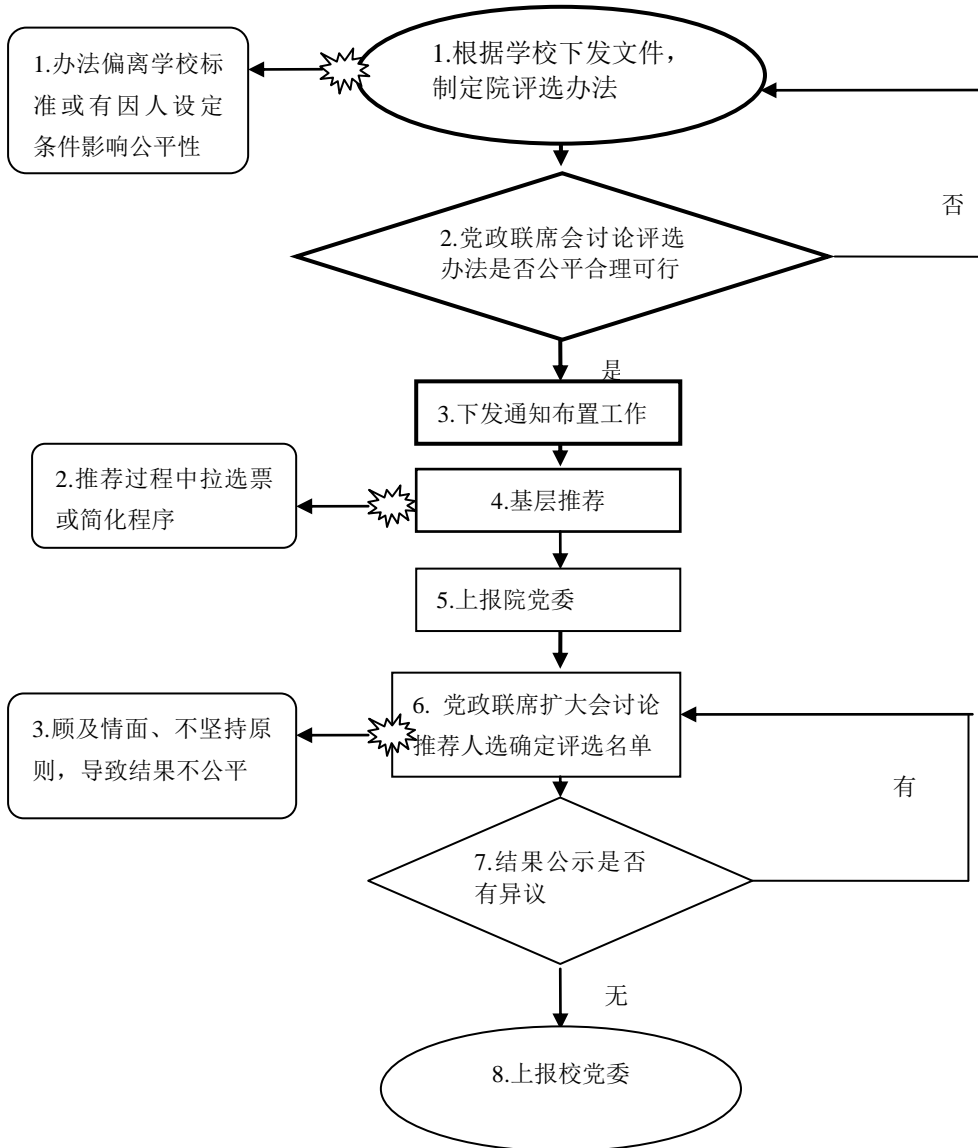 1.根据学校下发文件，
制定院评选办法
1.办法偏离学校标
准或有因人设定
条件影响公平性
否
2.党政联席会讨论评选
办法是否公平合理可行
是
3.下发通知布置工作
2.推荐过程中拉选票
或简化程序
4.基层推荐
5.上报院党委
6. 党政联席扩大会讨论
推荐人选确定评选名单
3.顾及情面、不坚持原
则，导致结果不公平
有
7.结果公示是否
有异议
无
8.上报校党委